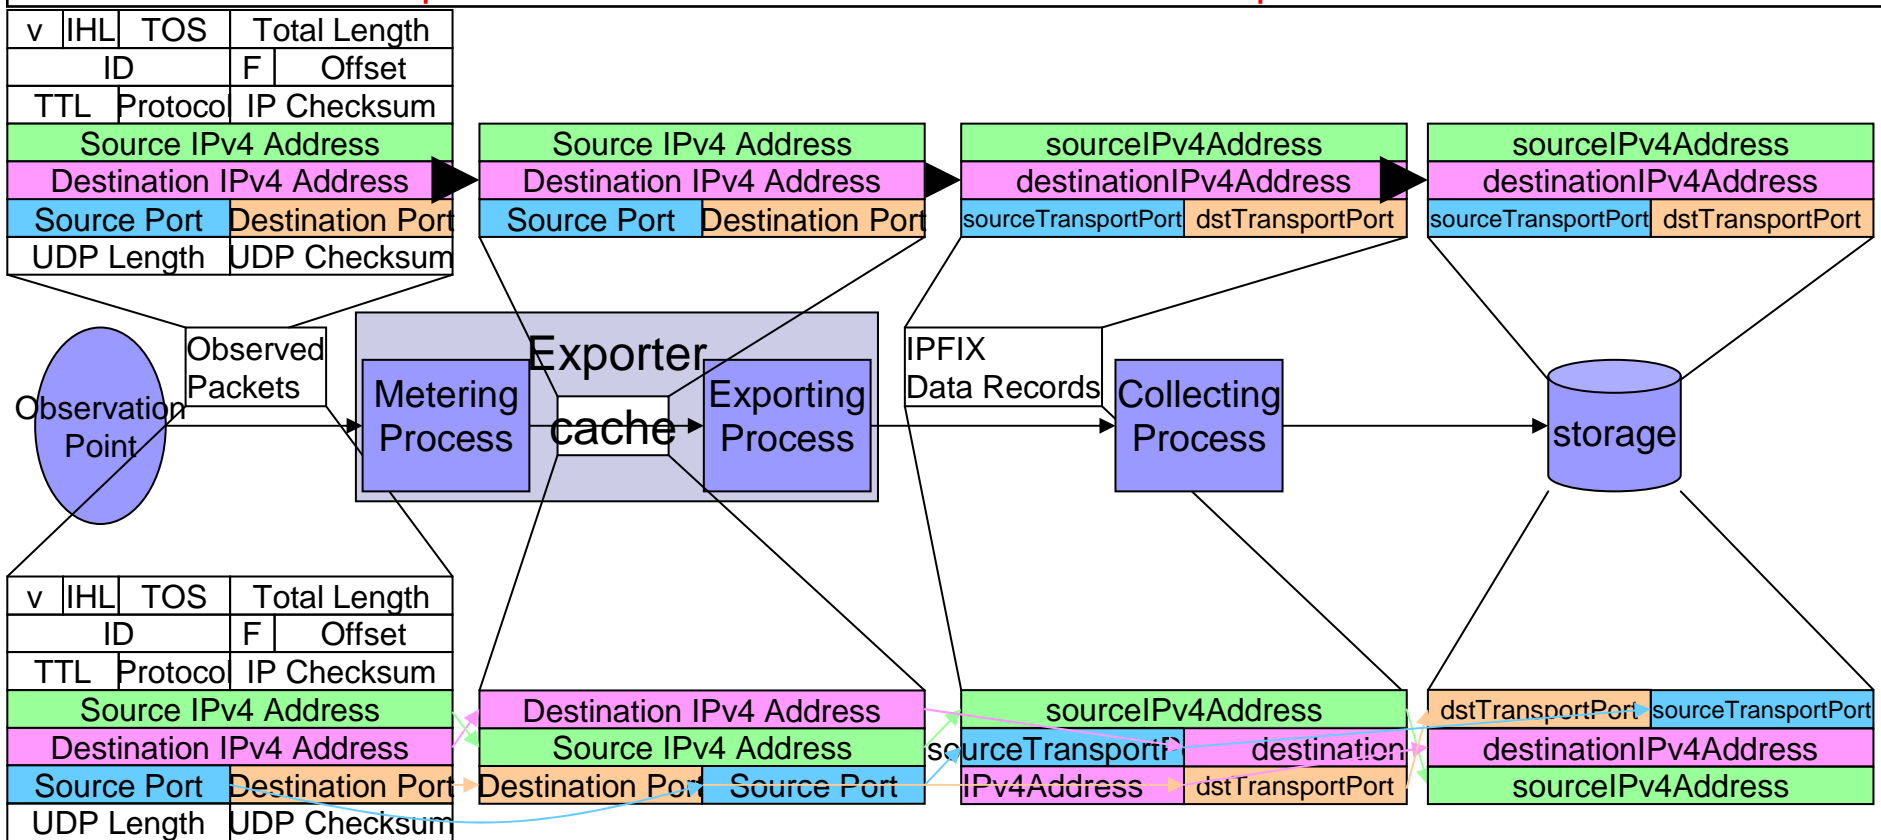 v IHL TOS Total Length
ID F Offset
TTL Protocol IP Checksum
Source IPv4 Address Source IPv4 Address sourceIPv4Address sourceIPv4Address
Destination IPv4 Address Destination IPv4 Address destinationIPv4Address destinationIPv4Address
Source Port Destination Port Source Port Destination Port sourceTransportPort dstTransportPort sourceTransportPort dstTransportPort
UDP Length UDP Checksum
Observed
Packets
Exporter
IPFIX
Data Records
Observation
Point
Metering
Process
cache
Exporting
Process
Collecting
Process
storage
v IHL TOS Total Length
ID F Offset
TTL Protocol IP Checksum
Source IPv4 Address Destination IPv4 Address sourceIPv4Address dstTransportPort sourceTransportPort
Destination IPv4 Address Source IPv4 Address sourceTransportP destination destinationIPv4Address
Source Port Destination Port Destination Port Source Port IPv4Address dstTransportPort sourceIPv4Address
UDP Length UDP Checksum